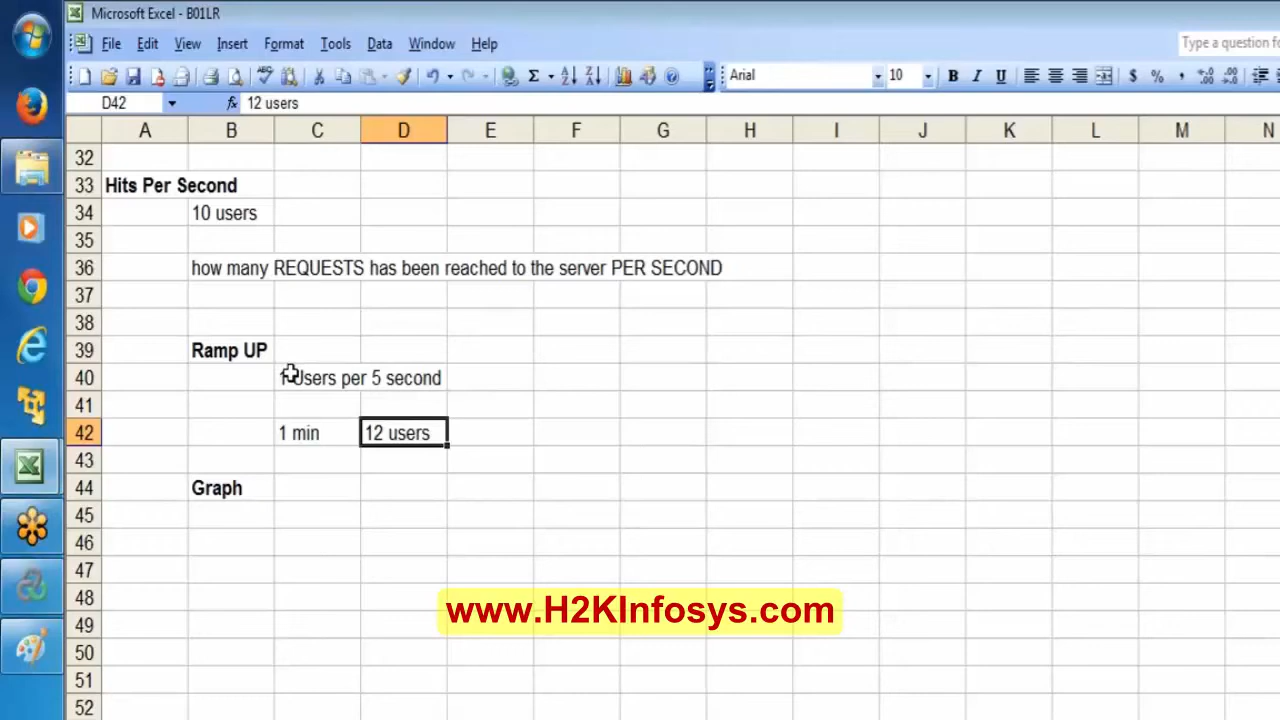 Microsoft Excel - B01LR
File Edit View Insert Format Tools Data Window Help
Type a question fo
Arial 10 B I U $ % ,
D42 fx 12 users
A B C D E F G H I J K L M N
32
33 Hits Per Second
34 10 users
35
36 how many REQUESTS has been reached to the server PER SECOND
37
38
39 Ramp UP
40 Users per 5 second
41
42 1 min 12 users
43
44 Graph
45
46
47
48
49
50
51
52
www.H2KInfosys.com